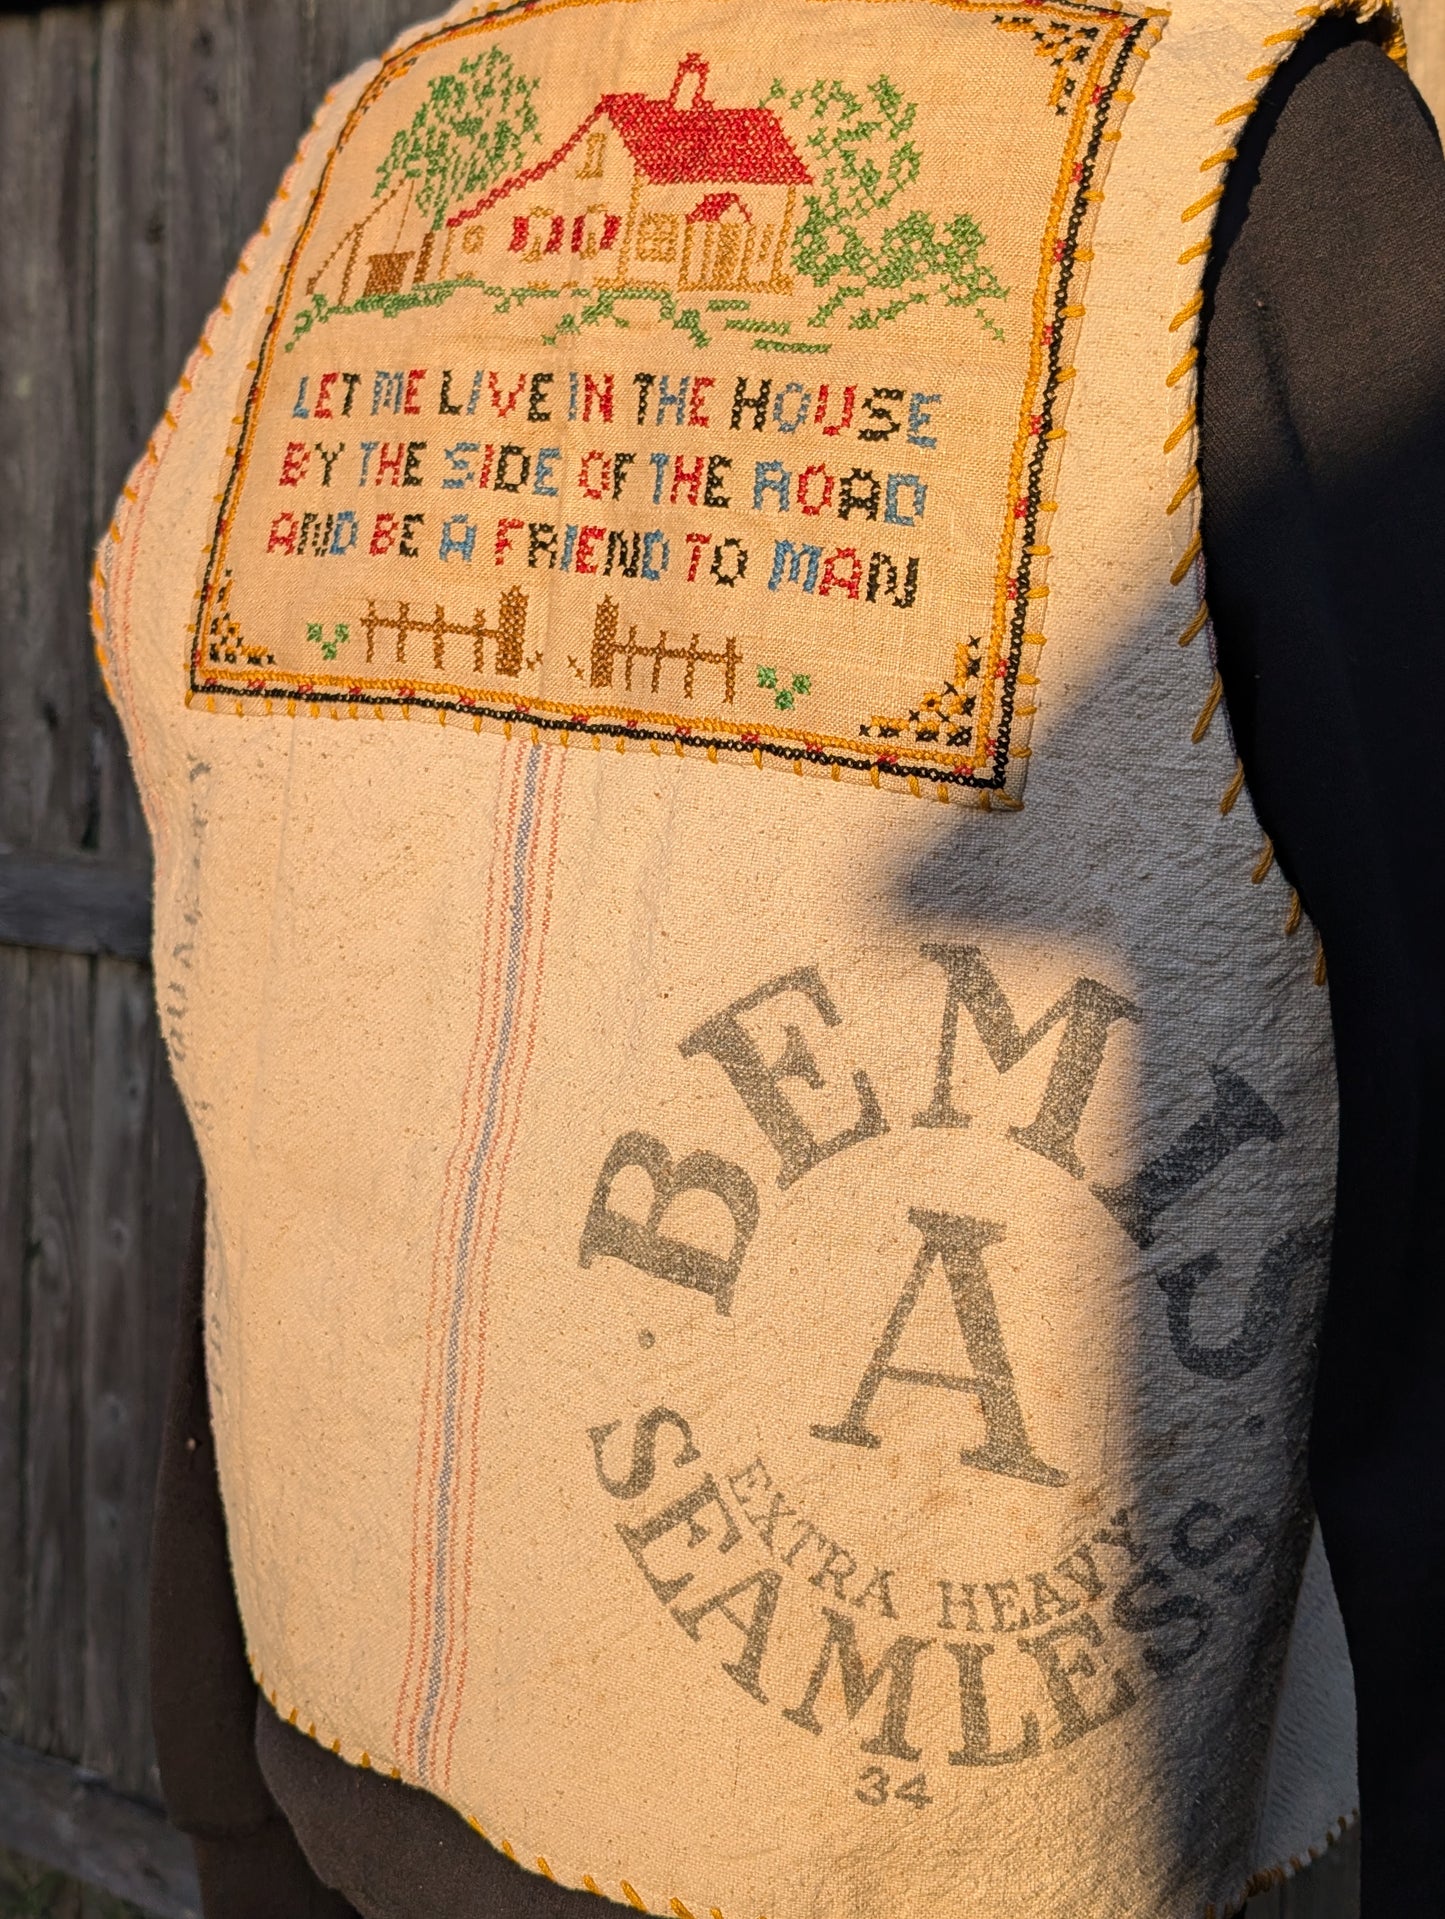 LET ME LIVE IN THE HOUSE
BY THE SIDE OF THE ROAD
AND BE A FRIEND TO MAN
BEMIS
A
EXTRA HEAVY
SEAMLESS
34